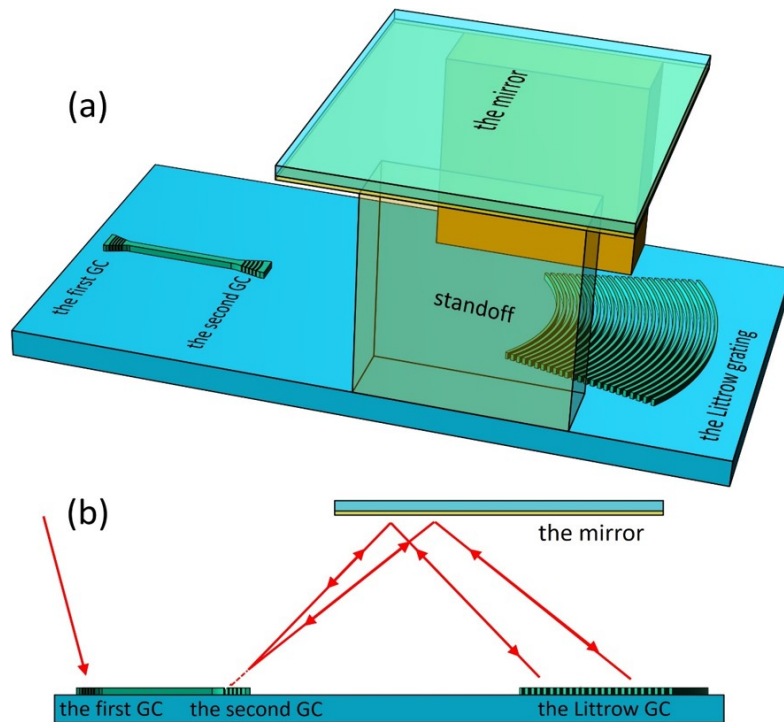 (a)
the mirror
the first GC
the second GC
standoff
the Littrow grating
(b)
the mirror
the first GC
the second GC
the Littrow GC